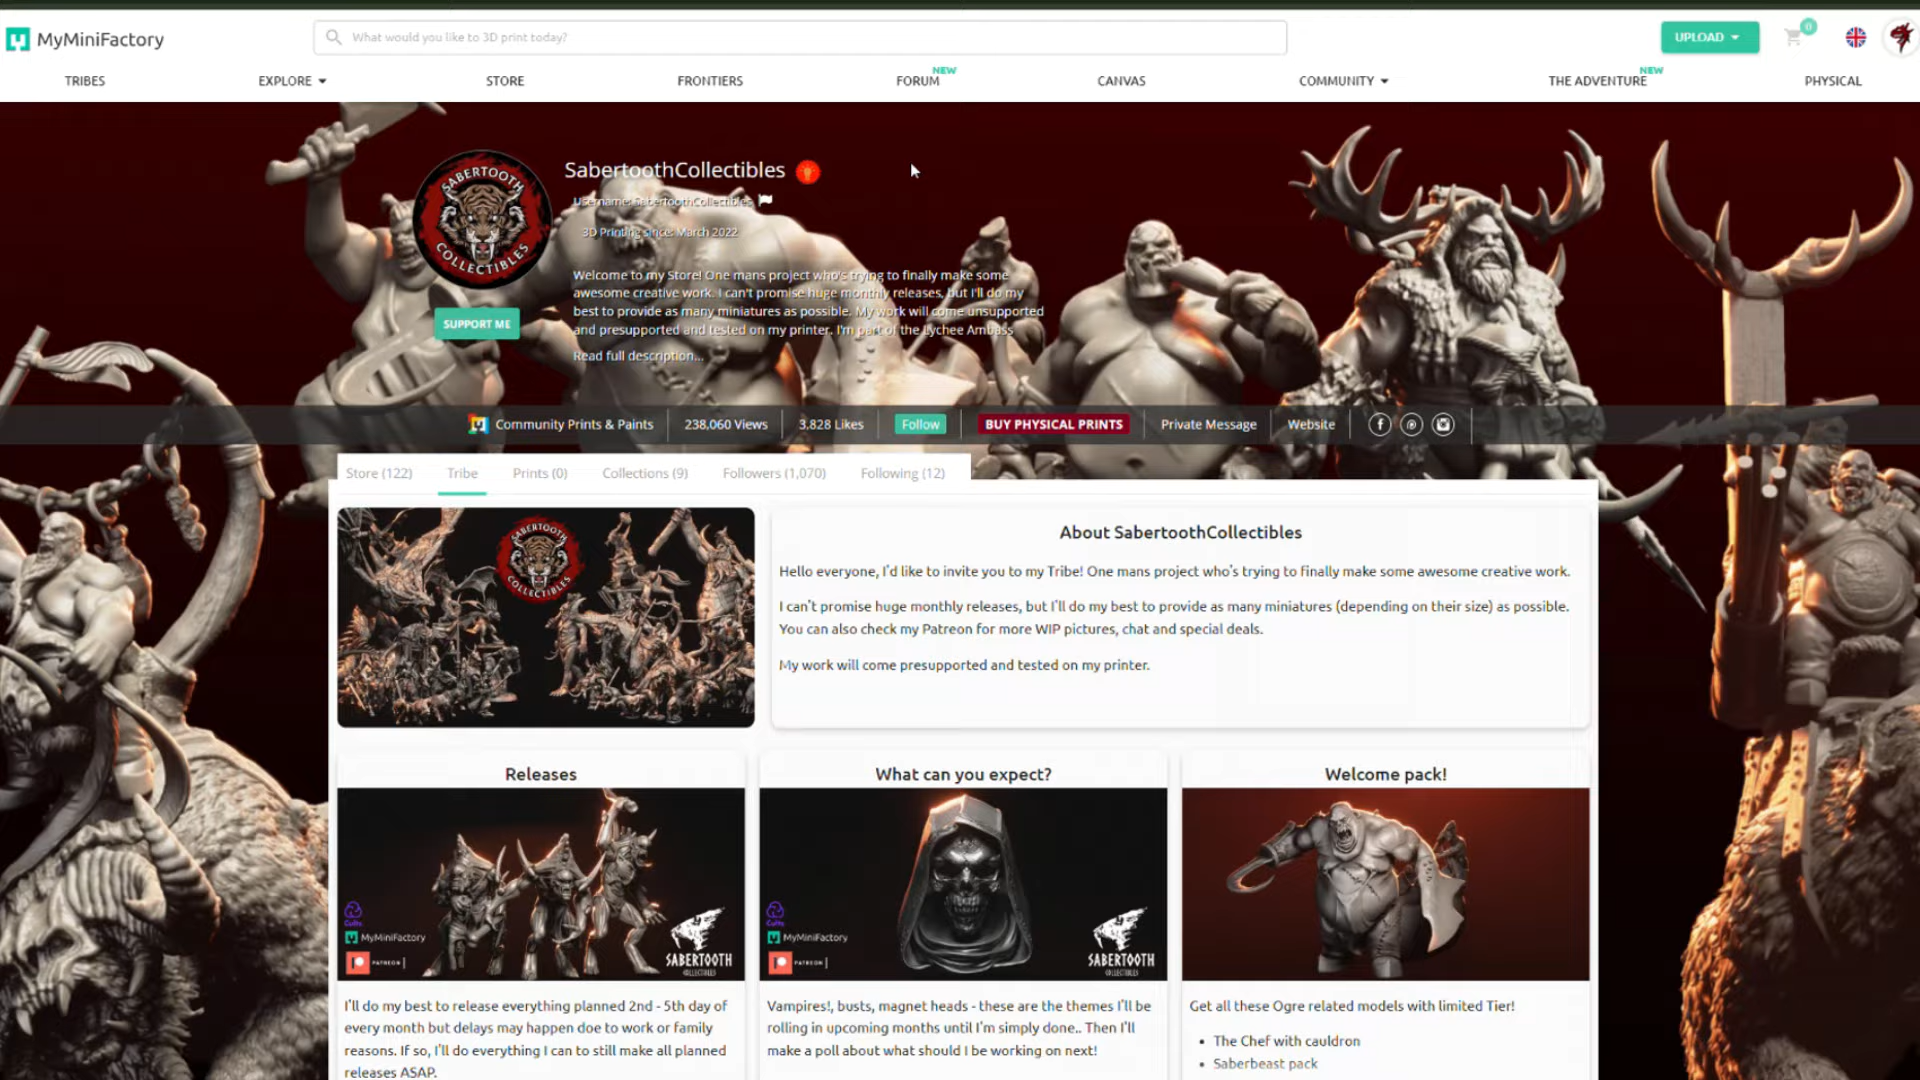 MyMiniFactory
What would you like to 3D print today?
UPLOAD
0
TRIBES
EXPLORE
STORE
FRONTIERS
FORUM
NEW
CANVAS
COMMUNITY
THE ADVENTURE
NEW
PHYSICAL
SABERTOOTH
COLLECTIBLES
SabertoothCollectibles
Username: SabertoothCollectibles
3D Printing since: March 2022
Welcome to my Store! One mans project who's trying to finally make some
awesome creative work. I can't promise huge monthly releases, but I'll do my
best to provide as many miniatures as possible. My work will come unsupported
and presupported and tested on my printer. I'm part of the Lychee Ambass
Read full description...
SUPPORT ME
Community Prints & Paints
238,060 Views
3,828 Likes
Follow
BUY PHYSICAL PRINTS
Private Message
Website
Store (122)
Tribe
Prints (0)
Collections (9)
Followers (1,070)
Following (12)
SABERTOOTH
COLLECTIBLES
About SabertoothCollectibles
Hello everyone, I'd like to invite you to my Tribe! One mans project who's trying to finally make some awesome creative work.
I can't promise huge monthly releases, but I'll do my best to provide as many miniatures (depending on their size) as possible.
You can also check my Patreon for more WIP pictures, chat and special deals.
My work will come presupported and tested on my printer.
Releases
Cults
MyMiniFactory
PATREON
SABERTOOTH
COLLECTIBLES
I'll do my best to release everything planned 2nd - 5th day of
every month but delays may happen doe to work or family
reasons. If so, I'll do everything I can to still make all planned
releases ASAP.
What can you expect?
Cults
MyMiniFactory
PATREON
SABERTOOTH
COLLECTIBLES
Vampires!, busts, magnet heads - these are the themes I'll be
rolling in upcoming months until I'm simply done.. Then I'll
make a poll about what should I be working on next!
Welcome pack!
Get all these Ogre related models with limited Tier!
• The Chef with cauldron
• Saberbeast pack